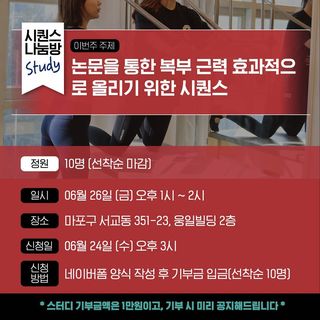 시퀀스
나눔방
Study
이번주 주제
논문을 통한 복부 근력 효과적으
로 올리기 위한 시퀀스
정원 10명 (선착순 마감)
일시 06월 26일 (금) 오후 1시 ~ 2시
장소 마포구 서교동 351-23, 웅일빌딩 2층
신청일 06월 24일 (수) 오후 3시
신청
방법 네이버폼 양식 작성 후 기부금 입금(선착순 10명)
* 스터디 기부금액은 1만원이고, 기부 시 미리 공지해드립니다 *